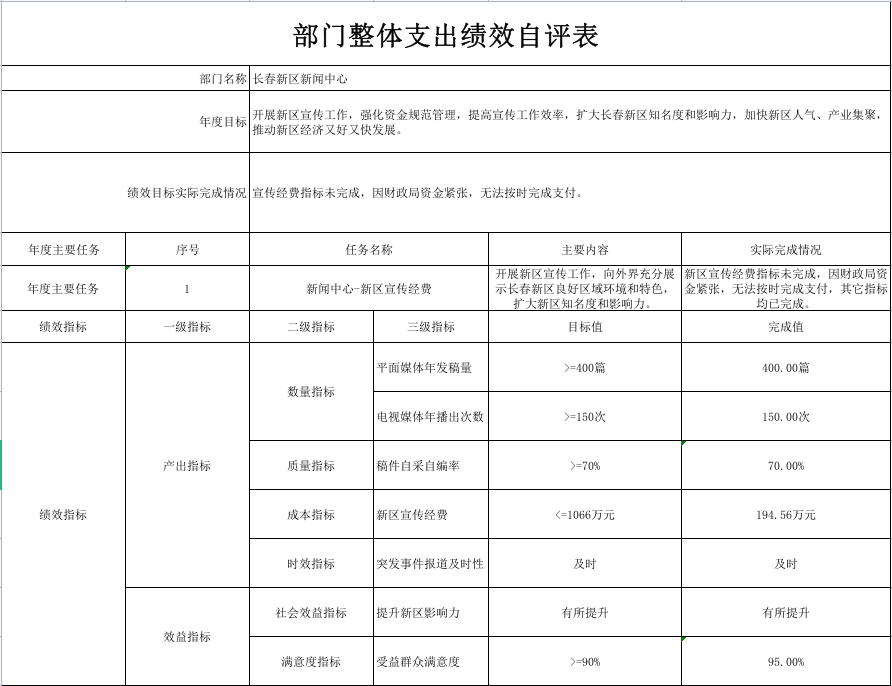 部门整体支出绩效自评表
部门名称 长春新区新闻中心
年度目标 开展新区宣传工作，强化资金规范管理，提高宣传工作效率，扩大长春新区知名度和影响力，加快新区人气、产业集聚，
推动新区经济又好又快发展。
绩效目标实际完成情况 宣传经费指标未完成，因财政局资金紧张，无法按时完成支付。
年度主要任务 序号 任务名称 主要内容 实际完成情况
年度主要任务 1 新闻中心-新区宣传经费
开展新区宣传工作，向外界充分展
示长春新区良好区域环境和特色，
扩大新区知名度和影响力。
新区宣传经费指标未完成，因财政局资
金紧张，无法按时完成支付，其它指标
均已完成。
绩效指标 一级指标 二级指标 三级指标 目标值 完成值
绩效指标
产出指标
数量指标
平面媒体年发稿量 >=400篇 400.00篇
电视媒体年播出次数 >=150次 150.00次
质量指标 稿件自采自编率 >=70% 70.00%
成本指标 新区宣传经费 <=1066万元 194.56万元
时效指标 突发事件报道及时性 及时 及时
效益指标
社会效益指标 提升新区影响力 有所提升 有所提升
满意度指标 受益群众满意度 >=90% 95.00%